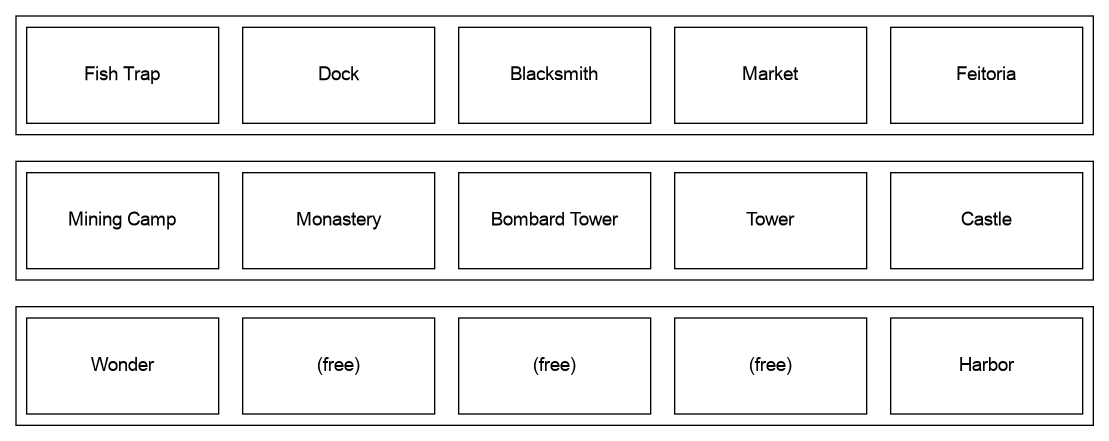 Fish Trap
Dock
Blacksmith
Market
Feitoria
Mining Camp
Monastery
Bombard Tower
Tower
Castle
Wonder
(free)
(free)
(free)
Harbor